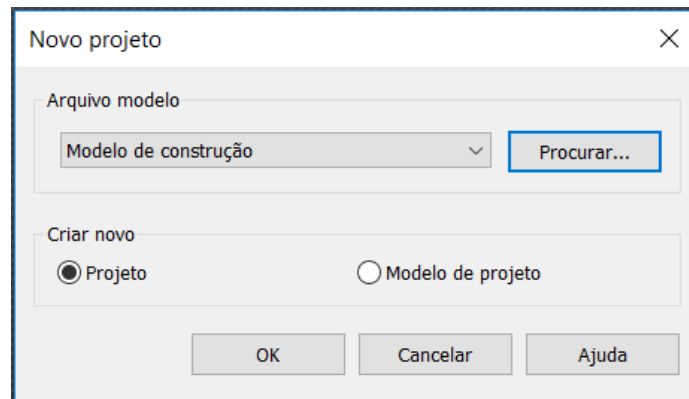 Novo projeto
Arquivo modelo
Modelo de construção
Procurar...
Criar novo
Projeto
Modelo de projeto
OK
Cancelar
Ajuda